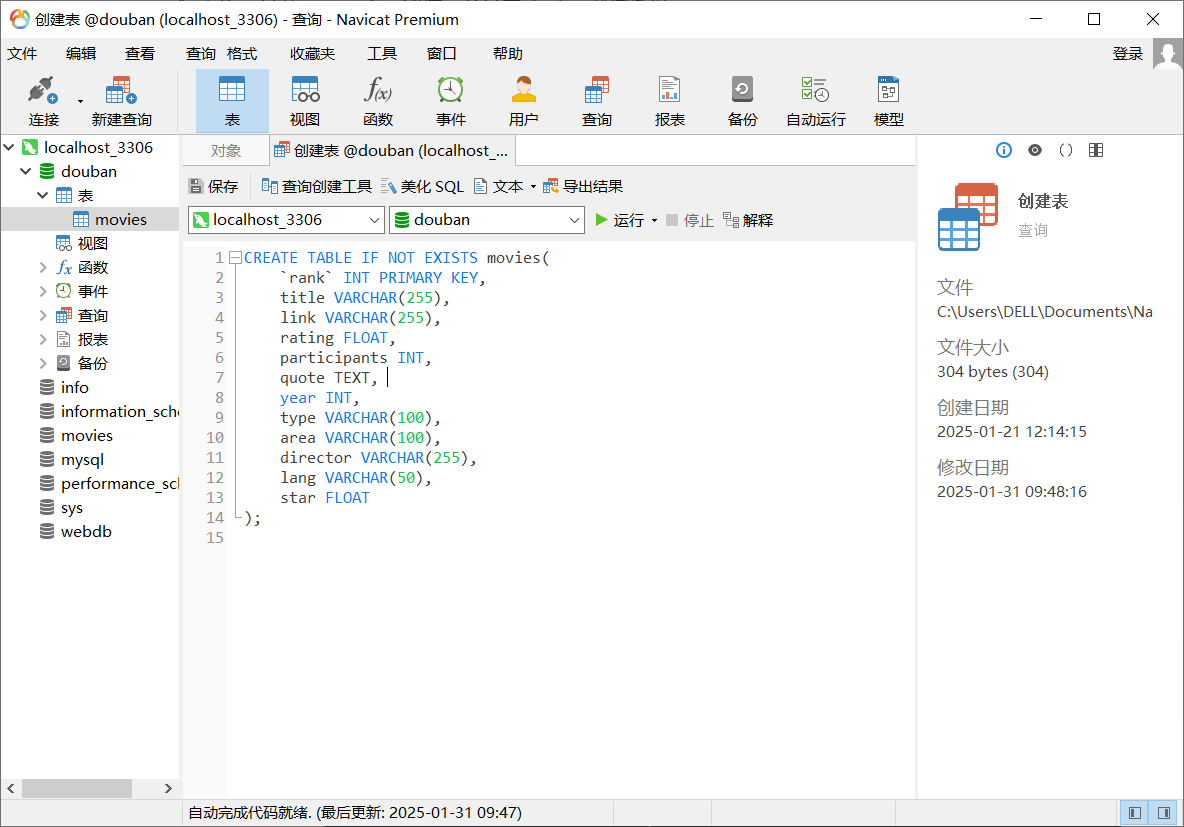 创建表 @douban (localhost_3306) - 查询 - Navicat Premium
文件 编辑 查看 查询 格式 收藏夹 工具 窗口 帮助 登录
连接 新建查询 表 视图 函数 事件 用户 查询 报表 备份 自动运行 模型
localhost_3306
douban
表
movies
视图
函数
事件
查询
报表
备份
info
information_sche
movies
mysql
performance_scl
sys
webdb
对象 创建表 @douban (localhost_...
保存 查询创建工具 美化 SQL 文本 导出结果
localhost_3306 douban 运行 停止 解释
1 CREATE TABLE IF NOT EXISTS movies(
2 `rank` INT PRIMARY KEY,
3 title VARCHAR(255),
4 link VARCHAR(255),
5 rating FLOAT,
6 participants INT,
7 quote TEXT,
8 year INT,
9 type VARCHAR(100),
10 area VARCHAR(100),
11 director VARCHAR(255),
12 lang VARCHAR(50),
13 star FLOAT
14 );
15
创建表
查询
文件
C:\Users\DELL\Documents\Na
文件大小
304 bytes (304)
创建日期
2025-01-21 12:14:15
修改日期
2025-01-31 09:48:16
自动完成代码就绪. (最后更新: 2025-01-31 09:47)